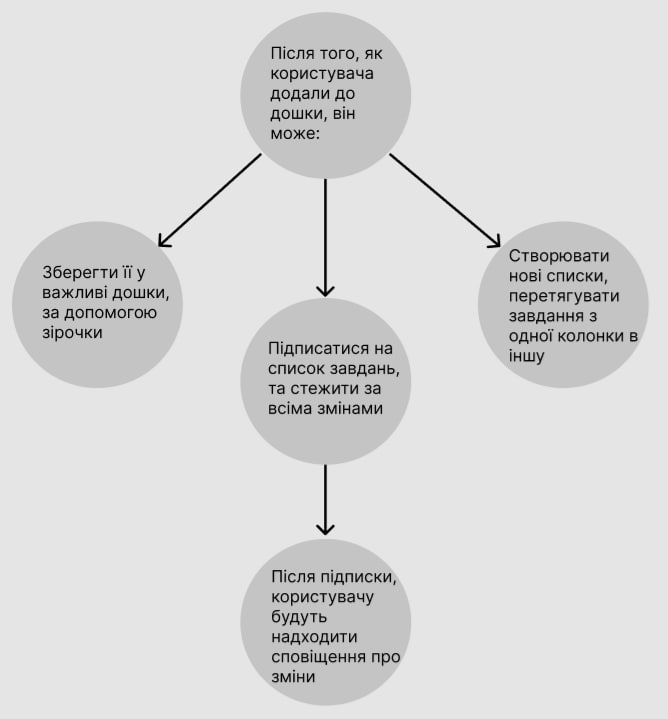 Після того, як
користувача
додали до
дошки, він
може:
Зберегти її у
важливі дошки,
за допомогою
зірочки
Підписатися на
список завдань,
та стежити за
всіма змінами
Створювати
нові списки,
перетягувати
завдання з
одної колонки в
іншу
Після підписки,
користувачу
будуть
надходити
сповіщення про
зміни